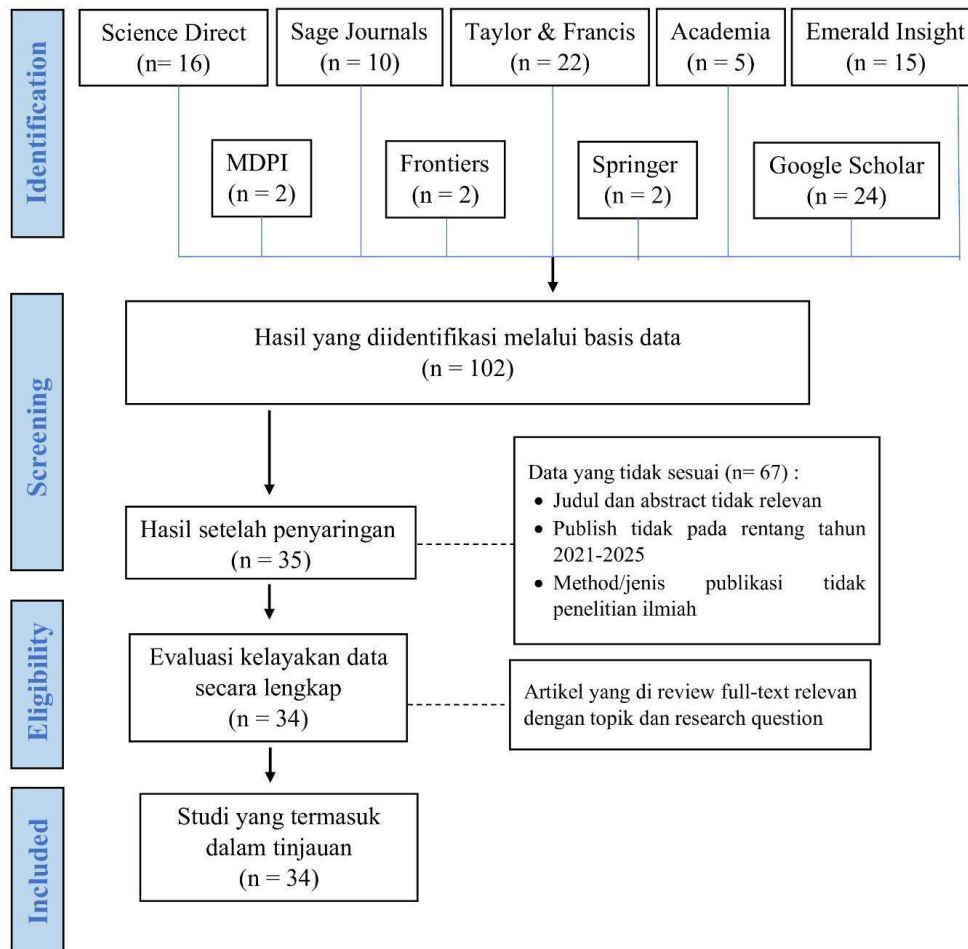 Identification
Science Direct
(n= 16)
Sage Journals
(n = 10)
Taylor & Francis
(n = 22)
Academia
(n = 5)
Emerald Insight
(n = 15)
MDPI
(n = 2)
Frontiers
(n = 2)
Springer
(n = 2)
Google Scholar
(n = 24)
Screening
Hasil yang diidentifikasi melalui basis data
(n = 102)
Hasil setelah penyaringan
(n = 35)
Data yang tidak sesuai (n= 67) :
• Judul dan abstract tidak relevan
• Publish tidak pada rentang tahun
2021-2025
• Method/jenis publikasi tidak
penelitian ilmiah
Eligibility
Evaluasi kelayakan data
secara lengkap
(n = 34)
Artikel yang di review full-text relevan
dengan topik dan research question
Included
Studi yang termasuk
dalam tinjauan
(n = 34)